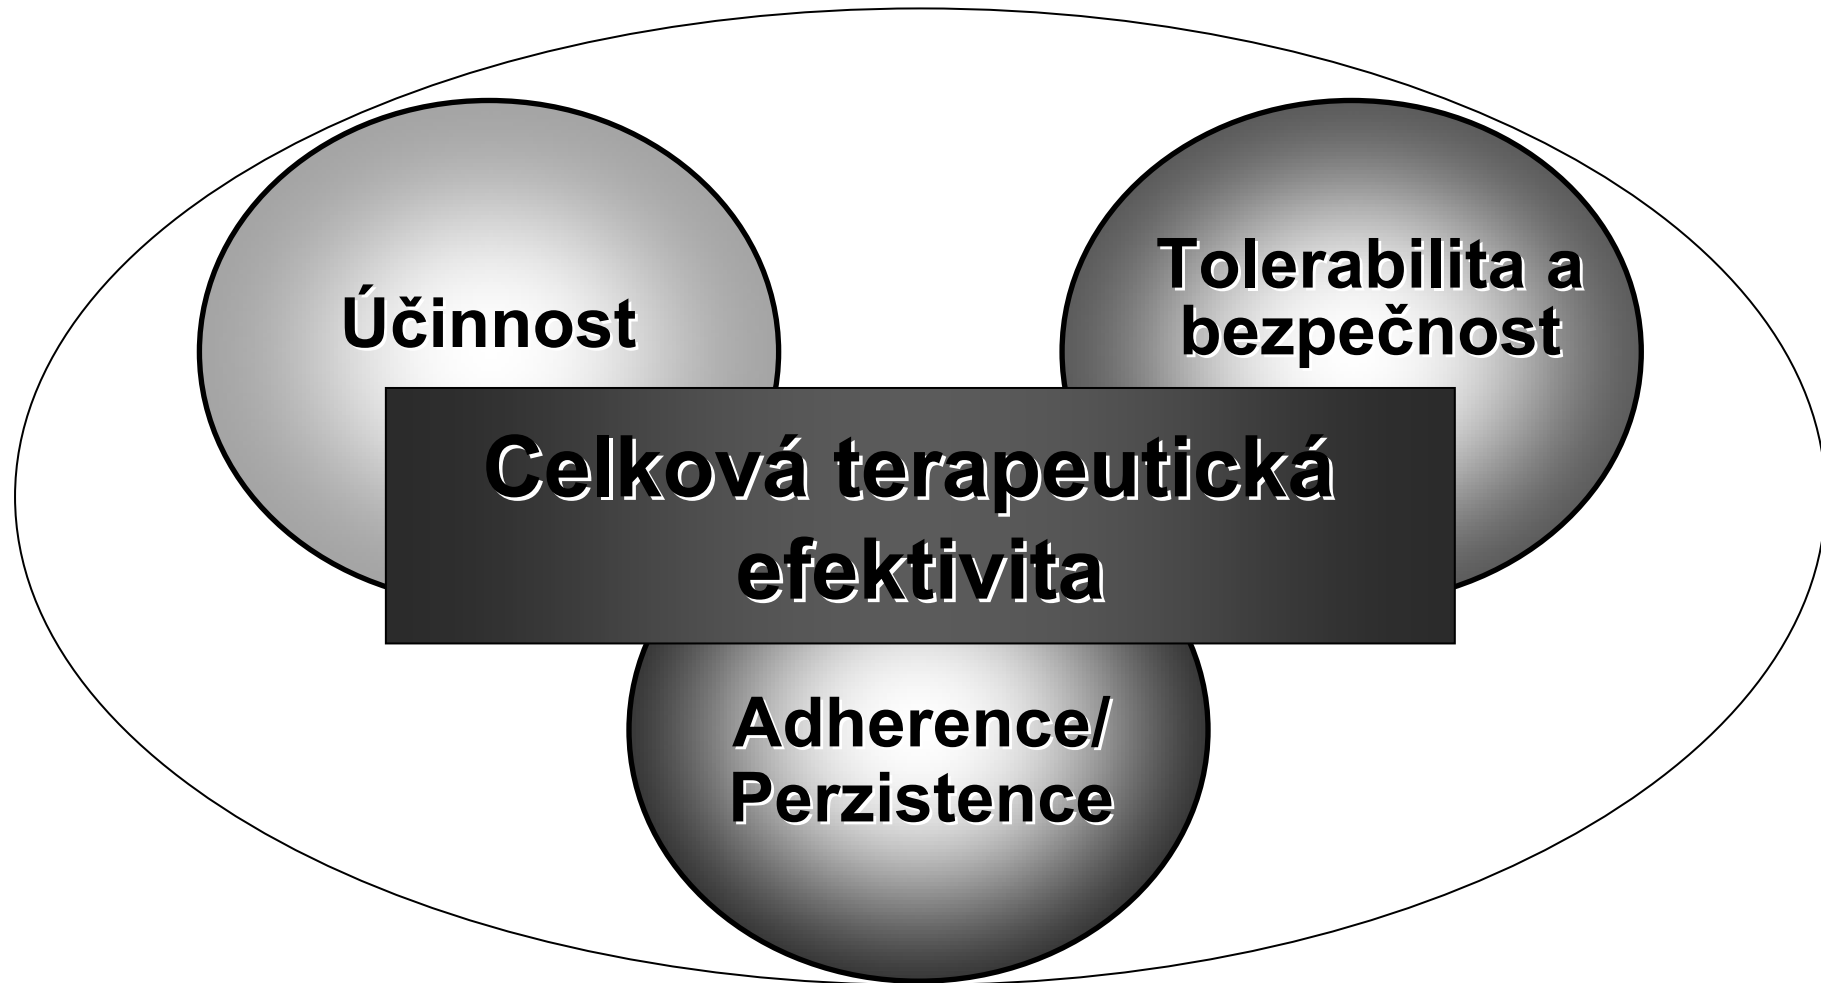 Účinnost
Tolerabilita a
bezpečnost
Celková terapeutická
efektivita
Adherence/
Perzistence